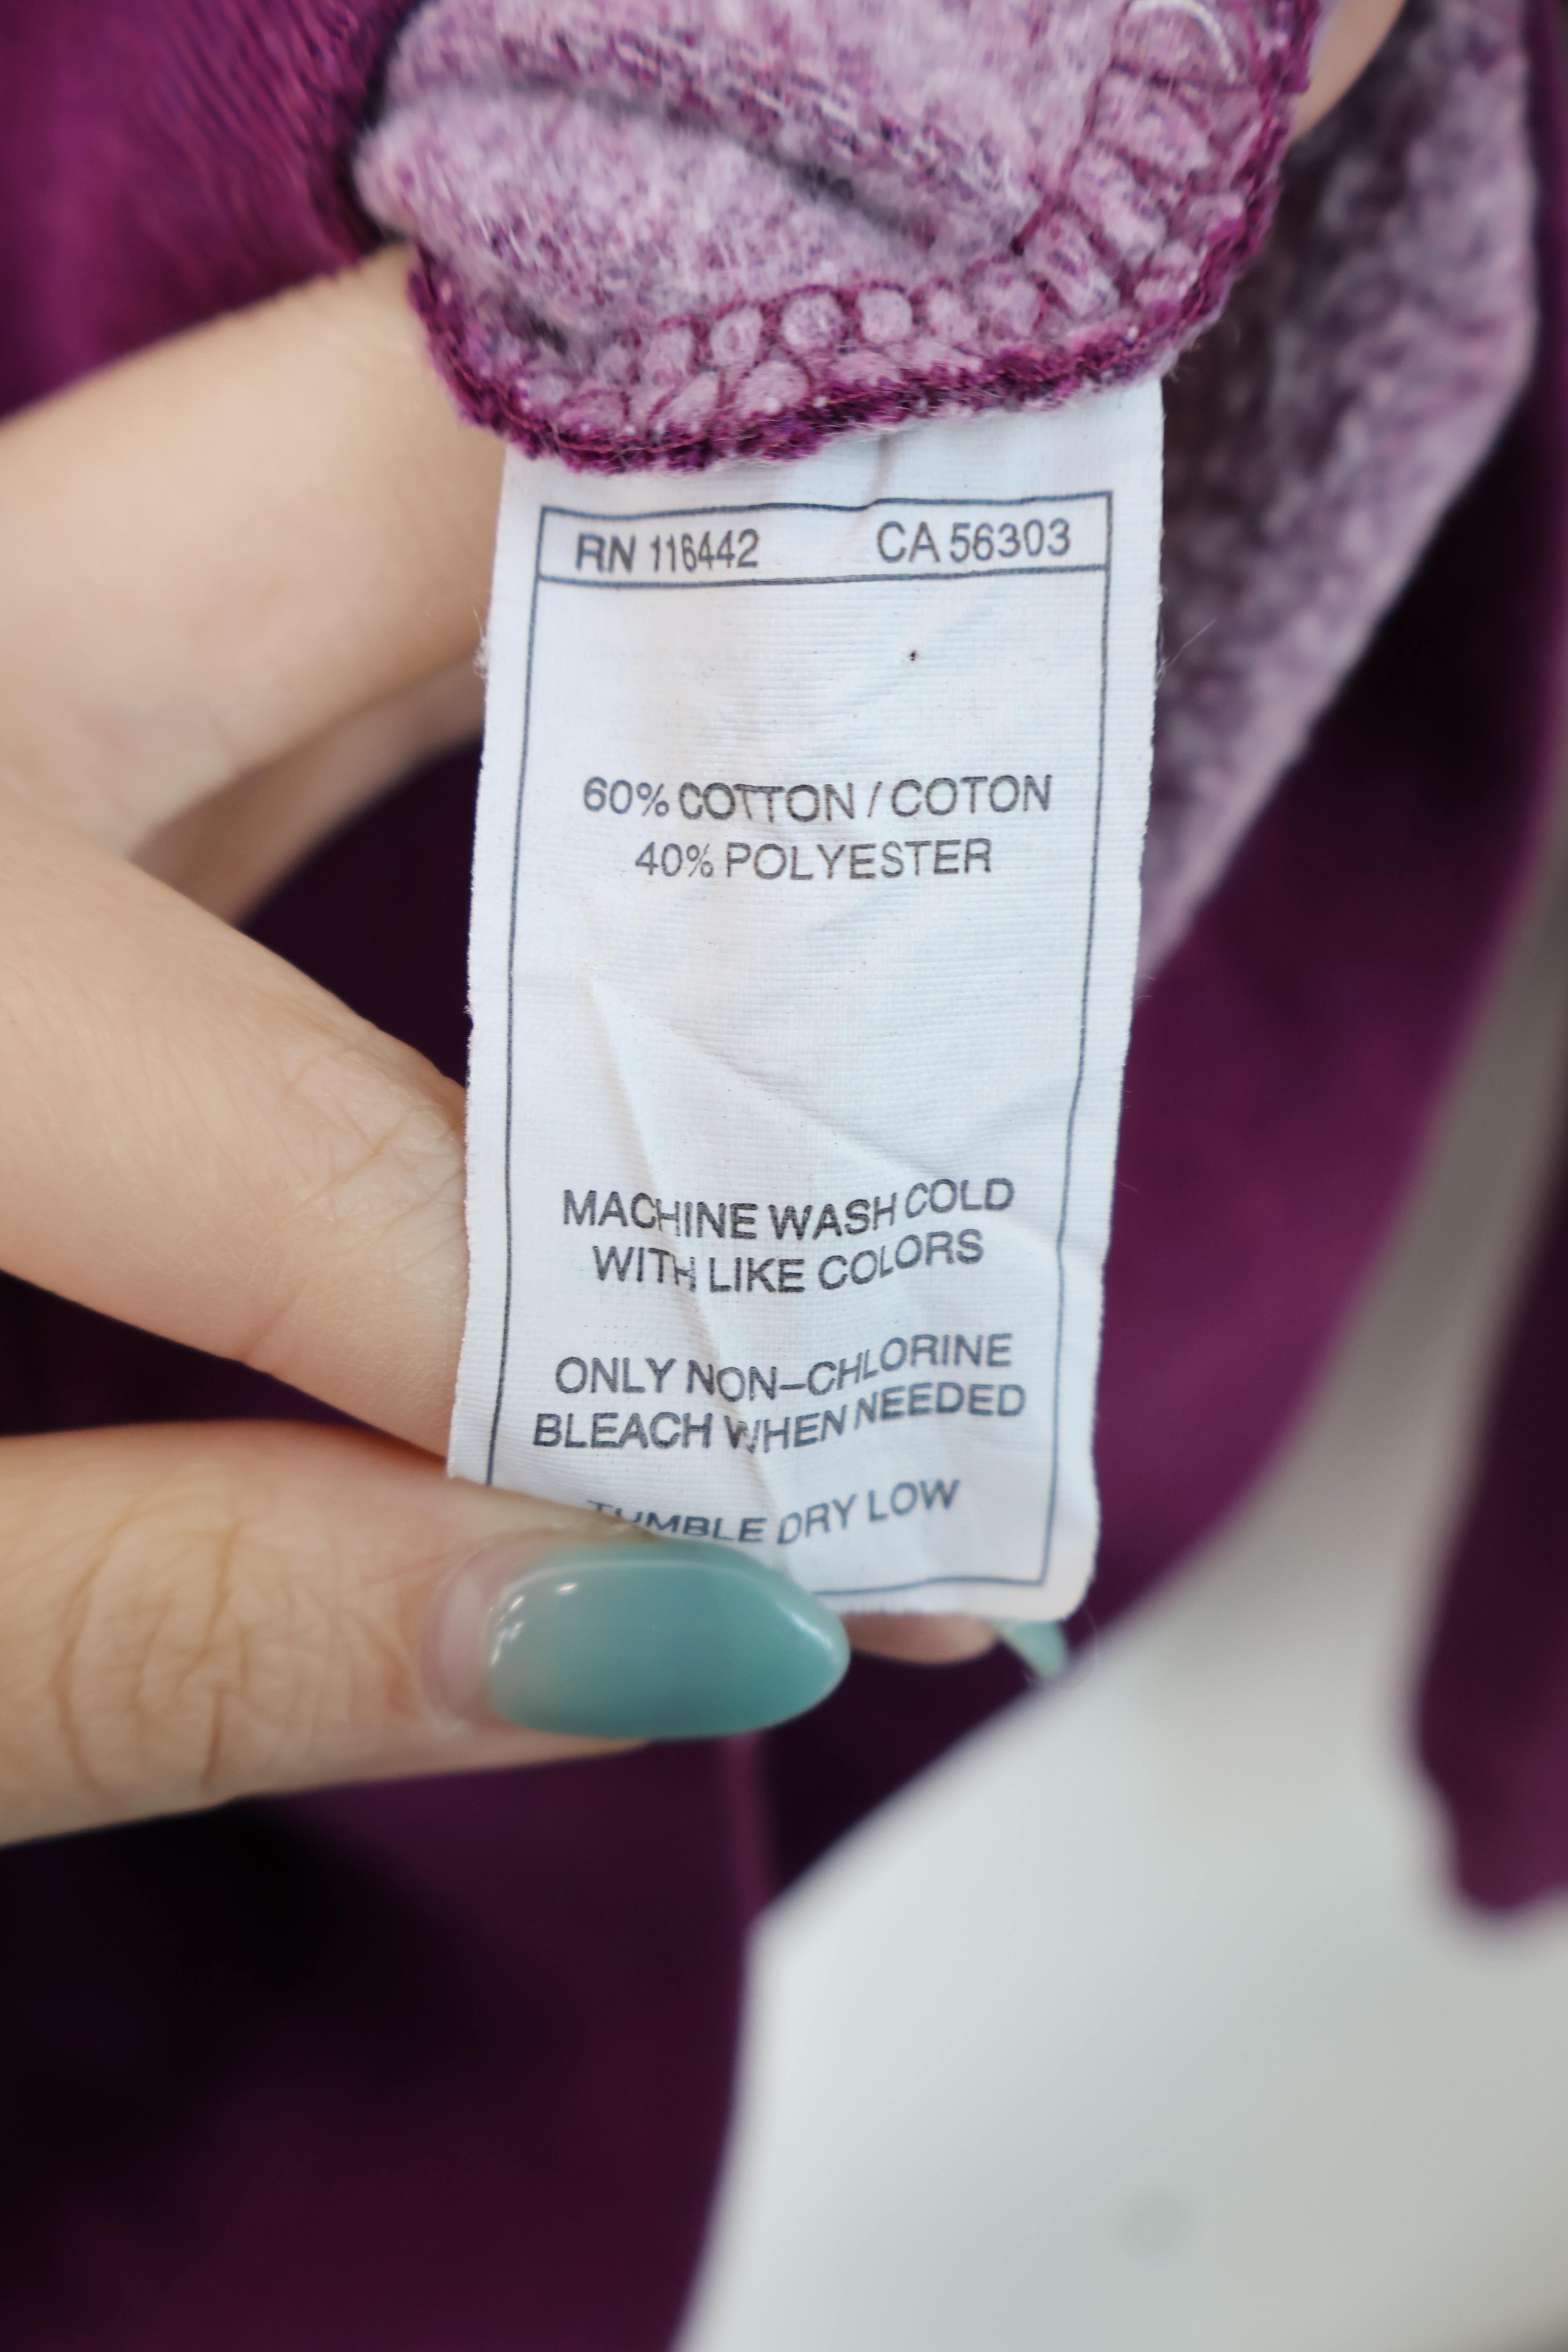 RN 116442 CA 56303
60% COTTON / COTON
40% POLYESTER
MACHINE WASH COLD
WITH LIKE COLORS
ONLY NON-CHLORINE
BLEACH WHEN NEEDED
TUMBLE DRY LOW